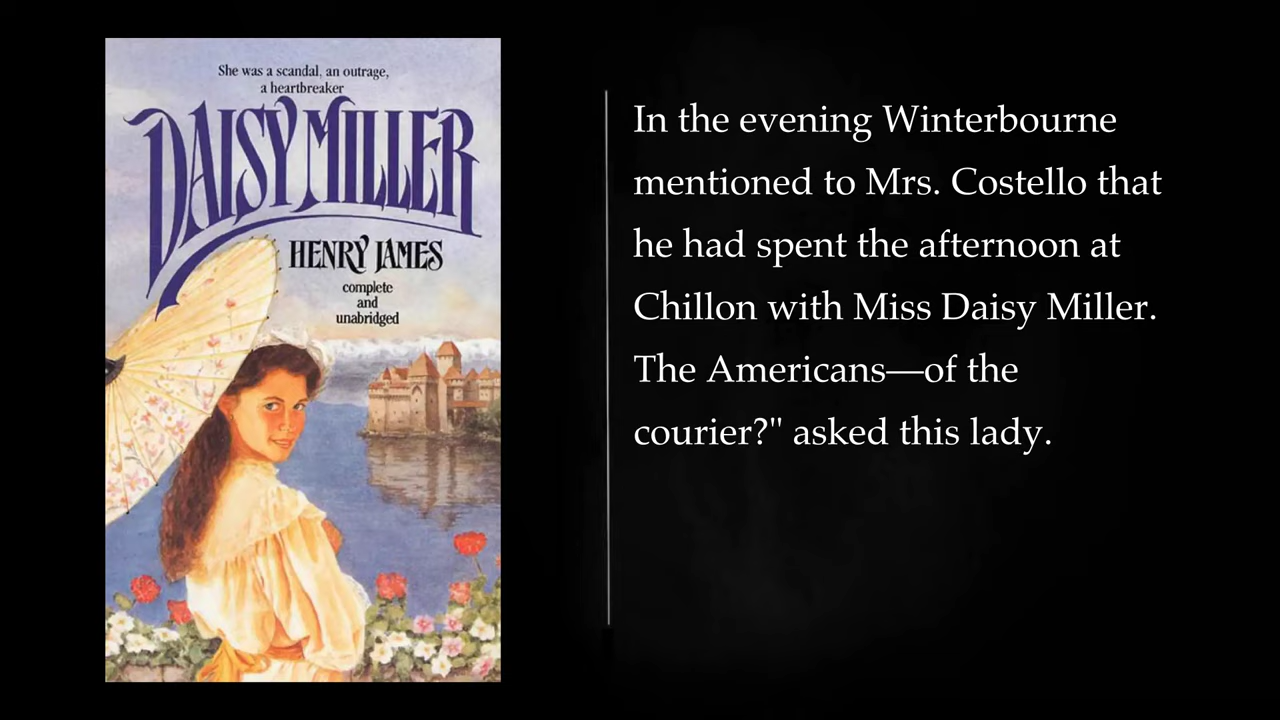 She was a scandal, an outrage,
a heartbreaker
DAISY MILLER
HENRY JAMES
complete
and
unabridged
In the evening Winterbourne
mentioned to Mrs. Costello that
he had spent the afternoon at
Chillon with Miss Daisy Miller.
The Americans—of the
courier?" asked this lady.